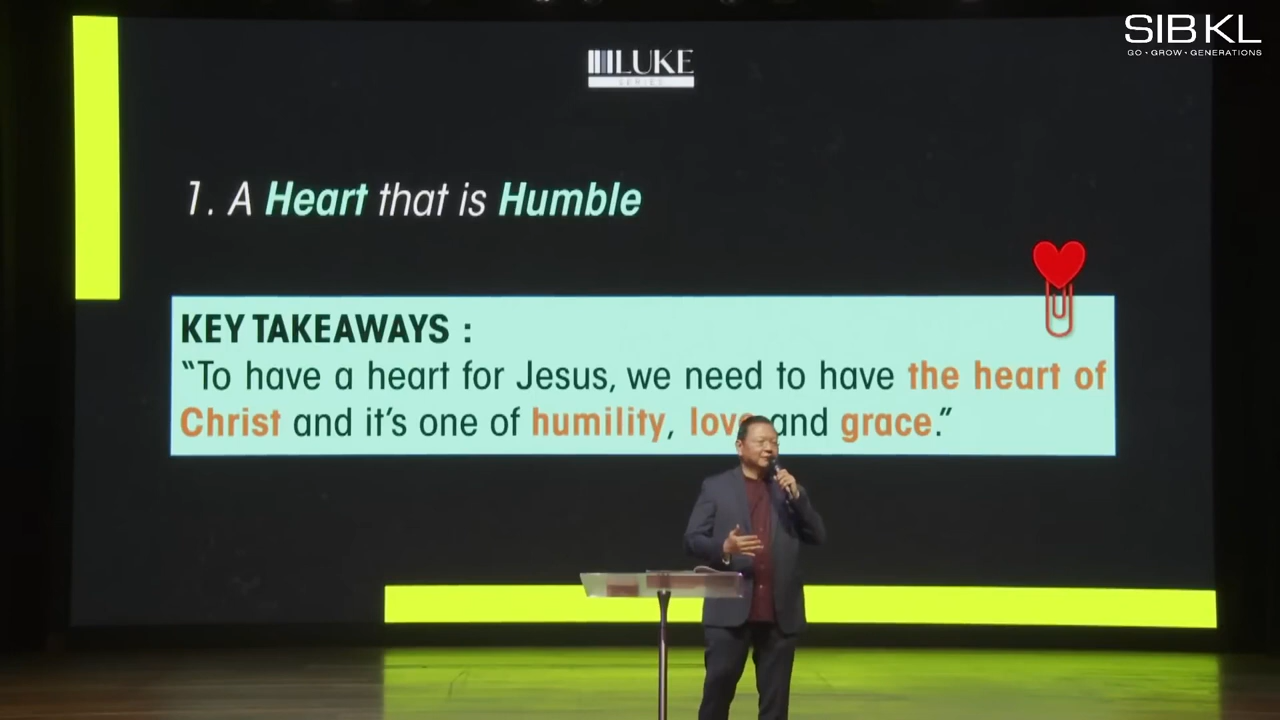 SIBKL
GO • GROW • GENERATIONS
LUKE
SERIES
1. A Heart that is Humble
KEY TAKEAWAYS :
“To have a heart for Jesus, we need to have the heart of
Christ and it’s one of humility, love and grace.”